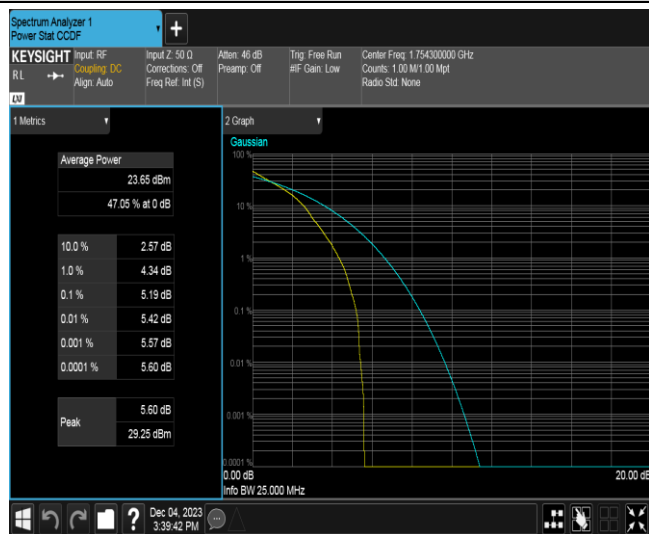 Spectrum Analyzer 1
Power Stat CCDF
+
KEYSIGHT
RL
LXI
Input: RF
Coupling: DC
Align: Auto
Input Z: 50 Ω
Corrections: Off
Freq Ref: Int (S)
Atten: 46 dB
Preamp: Off
Trig: Free Run
#IF Gain: Low
Center Freq: 1.754300000 GHz
Counts: 1.00 M/1.00 Mpt
Radio Std: None
1 Metrics
Average Power
23.65 dBm
47.05 % at 0 dB
10.0 % 2.57 dB
1.0 % 4.34 dB
0.1 % 5.19 dB
0.01 % 5.42 dB
0.001 % 5.57 dB
0.0001 % 5.60 dB
Peak
5.60 dB
29.25 dBm
2 Graph
Gaussian
100 %
10 %
1 %
0.1 %
0.01 %
0.001 %
0.0001 %
0.00 dB 20.00 dB
Info BW 25.000 MHz
?
Dec 04, 2023
3:39:42 PM